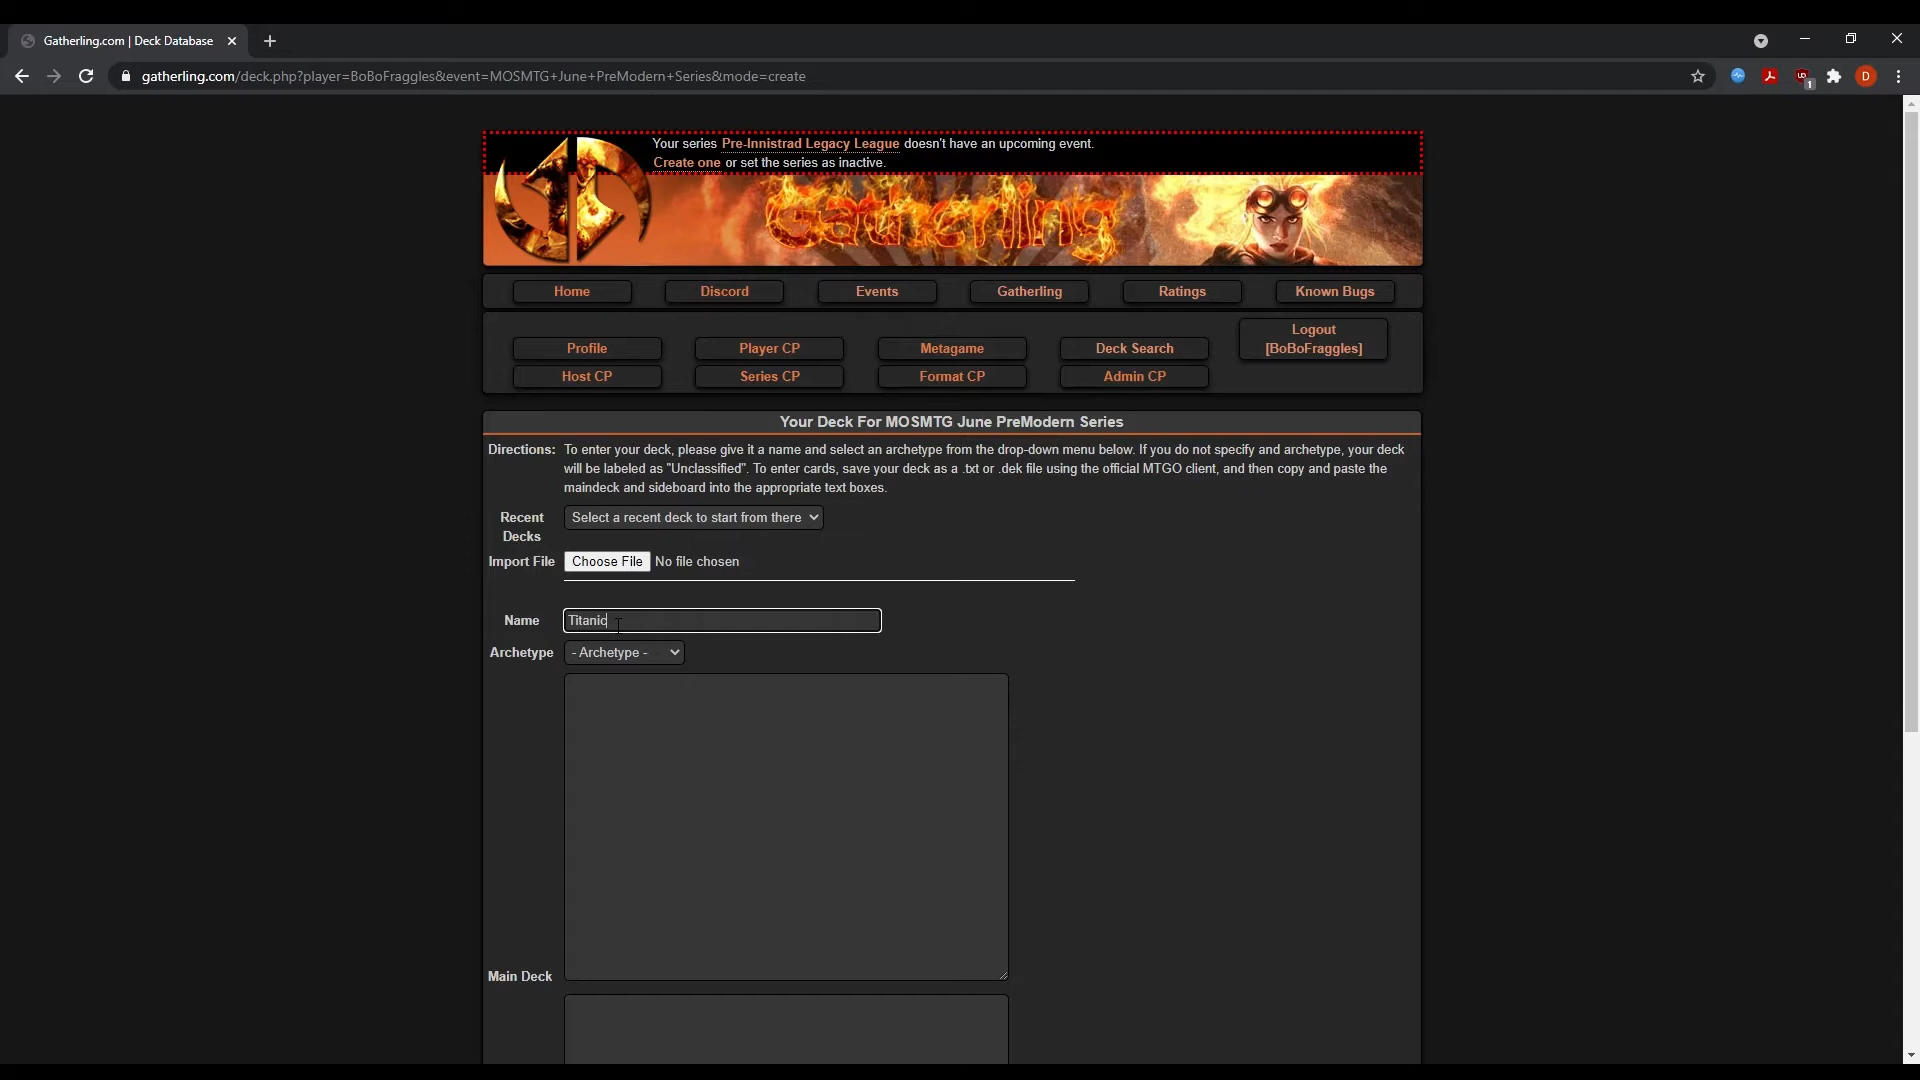 Gatherling.com | Deck Database
gatherling.com/deck.php?player=BoBoFraggles&event=MOSMTG+June+PreModern+Series&mode=create
1
D
Your series Pre-Innistrad Legacy League doesn't have an upcoming event.
Create one or set the series as inactive.
Gatherling
Home Discord Events Gatherling Ratings Known Bugs
Profile Player CP Metagame Deck Search Logout
[BoBoFraggles]
Host CP Series CP Format CP Admin CP
Your Deck For MOSMTG June PreModern Series
Directions: To enter your deck, please give it a name and select an archetype from the drop-down menu below. If you do not specify and archetype, your deck
will be labeled as "Unclassified". To enter cards, save your deck as a .txt or .dek file using the official MTGO client, and then copy and paste the
maindeck and sideboard into the appropriate text boxes.
Recent Select a recent deck to start from there
Decks
Import File Choose File No file chosen
Name Titanic
Archetype - Archetype -
Main Deck